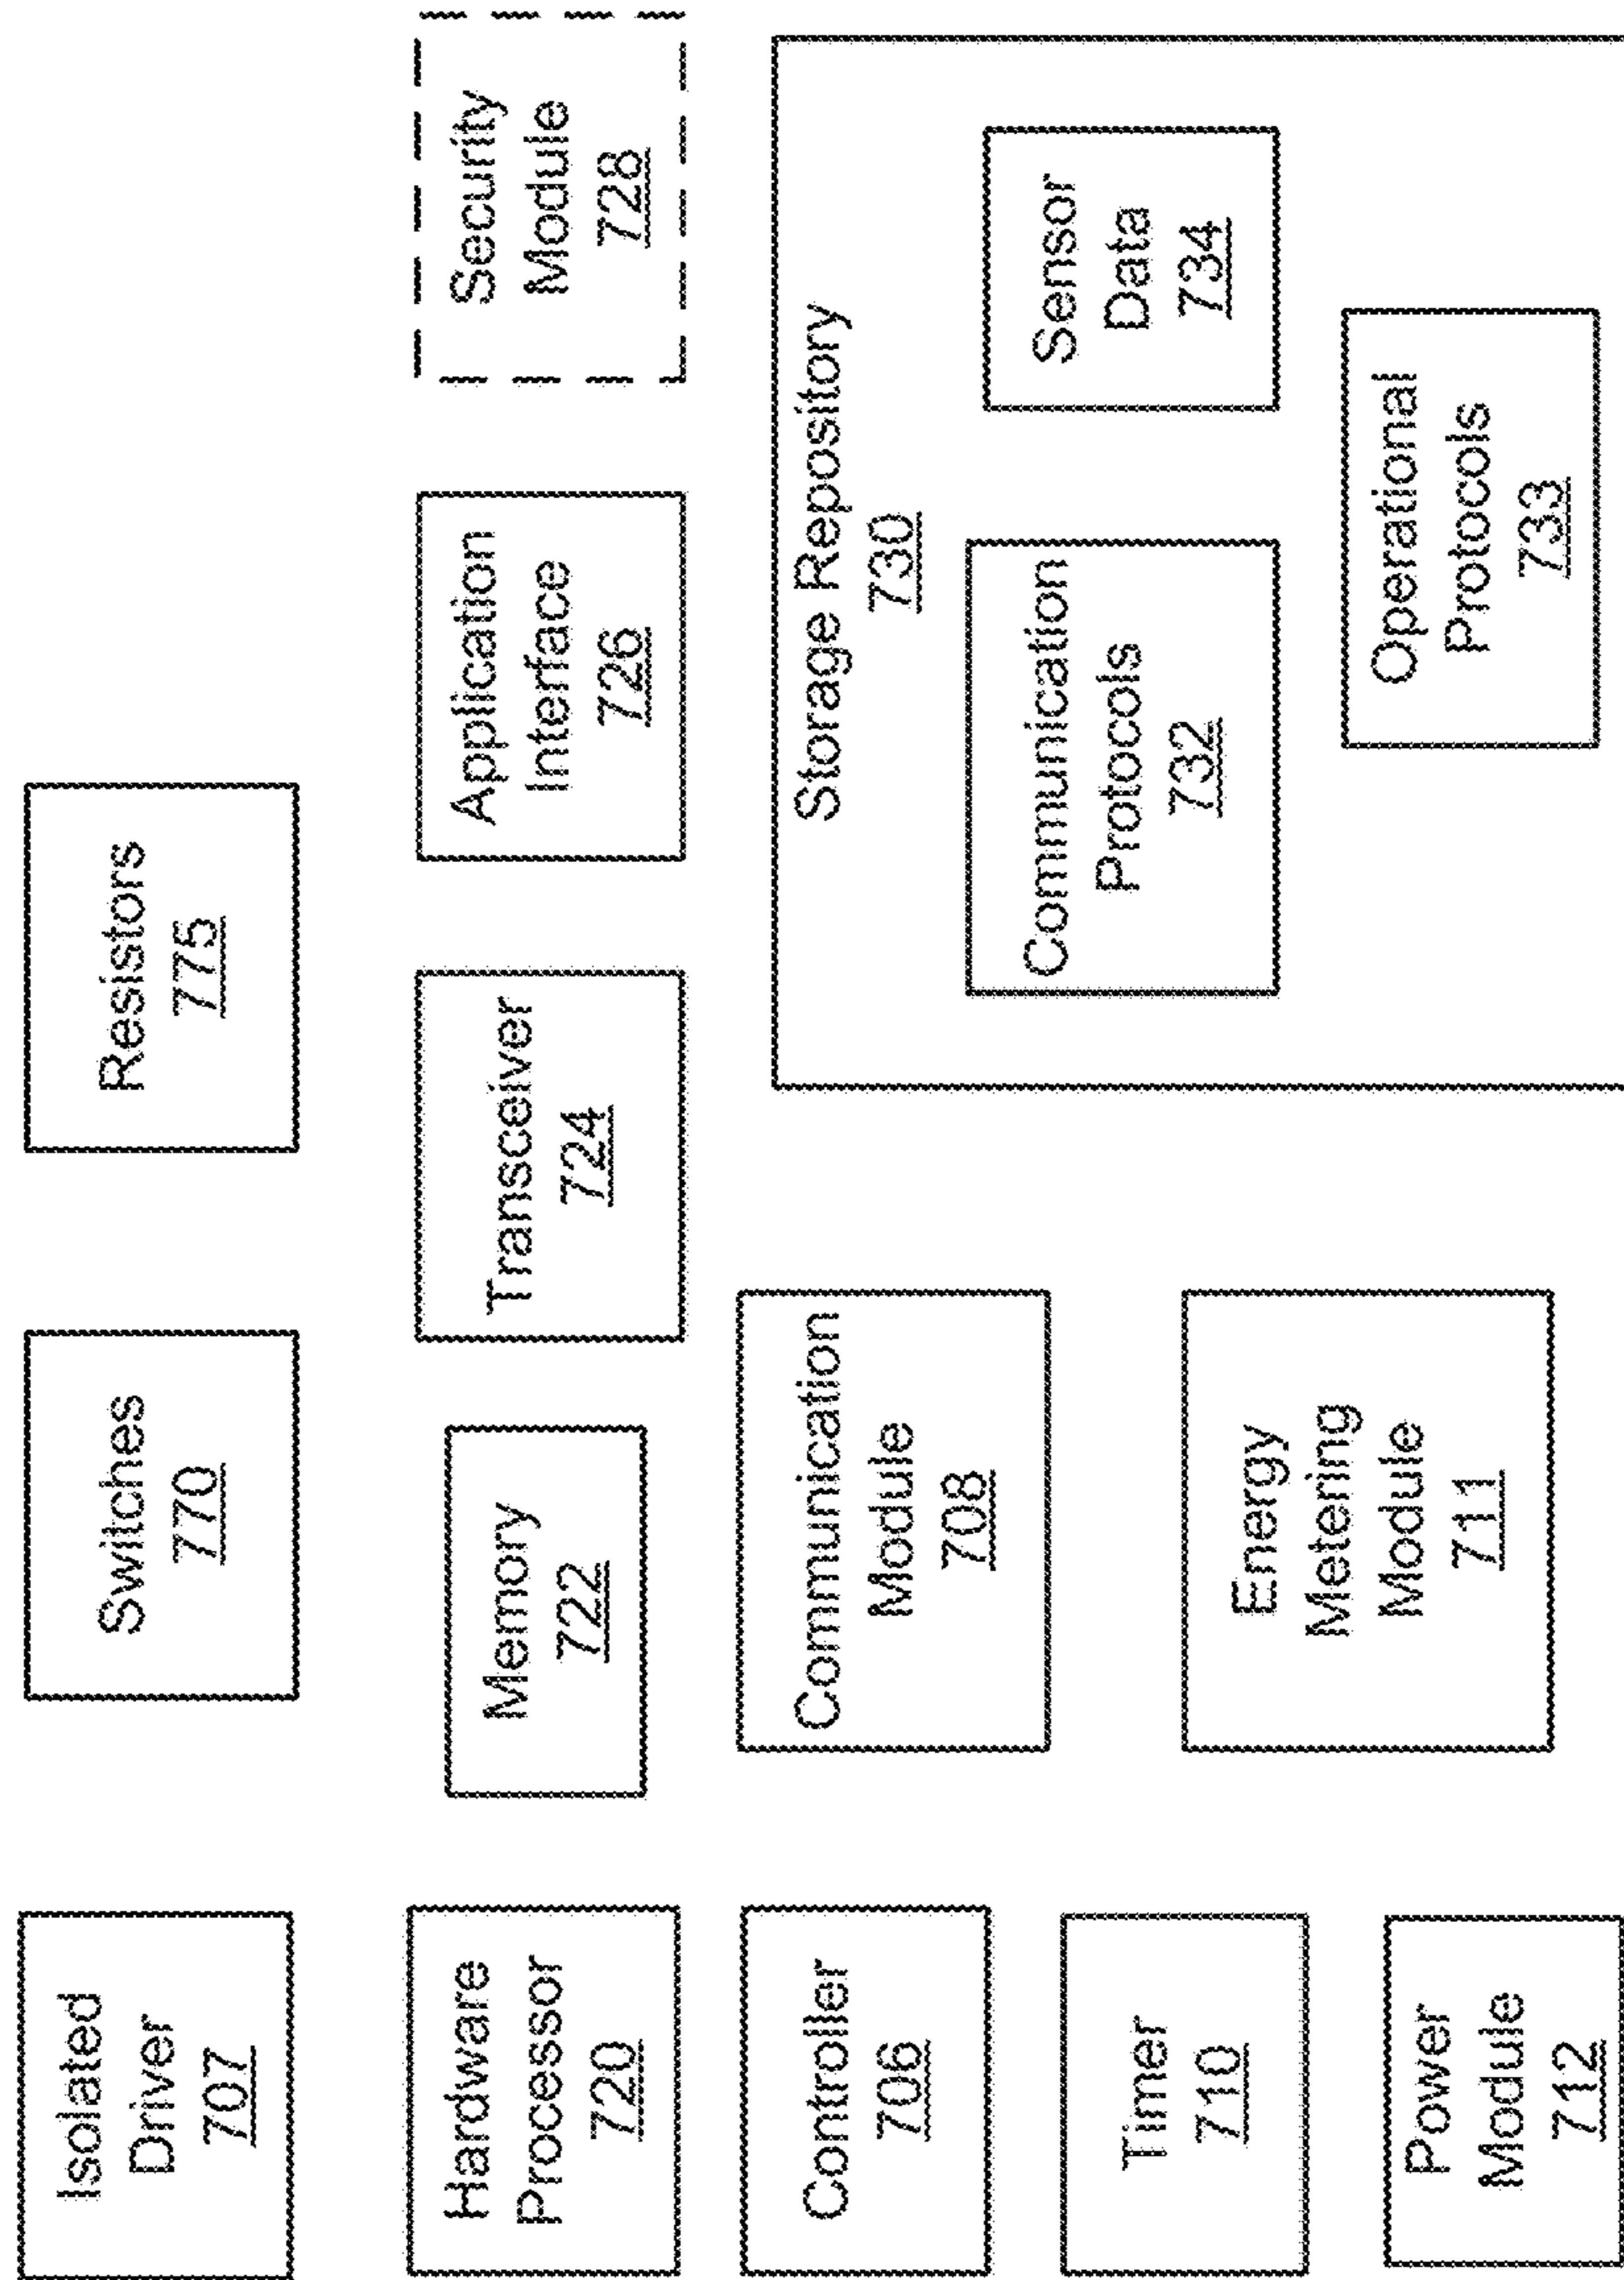 Isolated
Driver
707
Switches
770
Resistors
775
Hardware
Processor
720
Memory
722
Transceiver
724
Application
Interface
726
Security
Module
728
Controller
706
Communication
Module
708
Storage Repository
730
Communication
Protocols
732
Sensor
Data
734
Timer
710
Energy
Metering
Module
711
Operational
Protocols
733
Power
Module
712